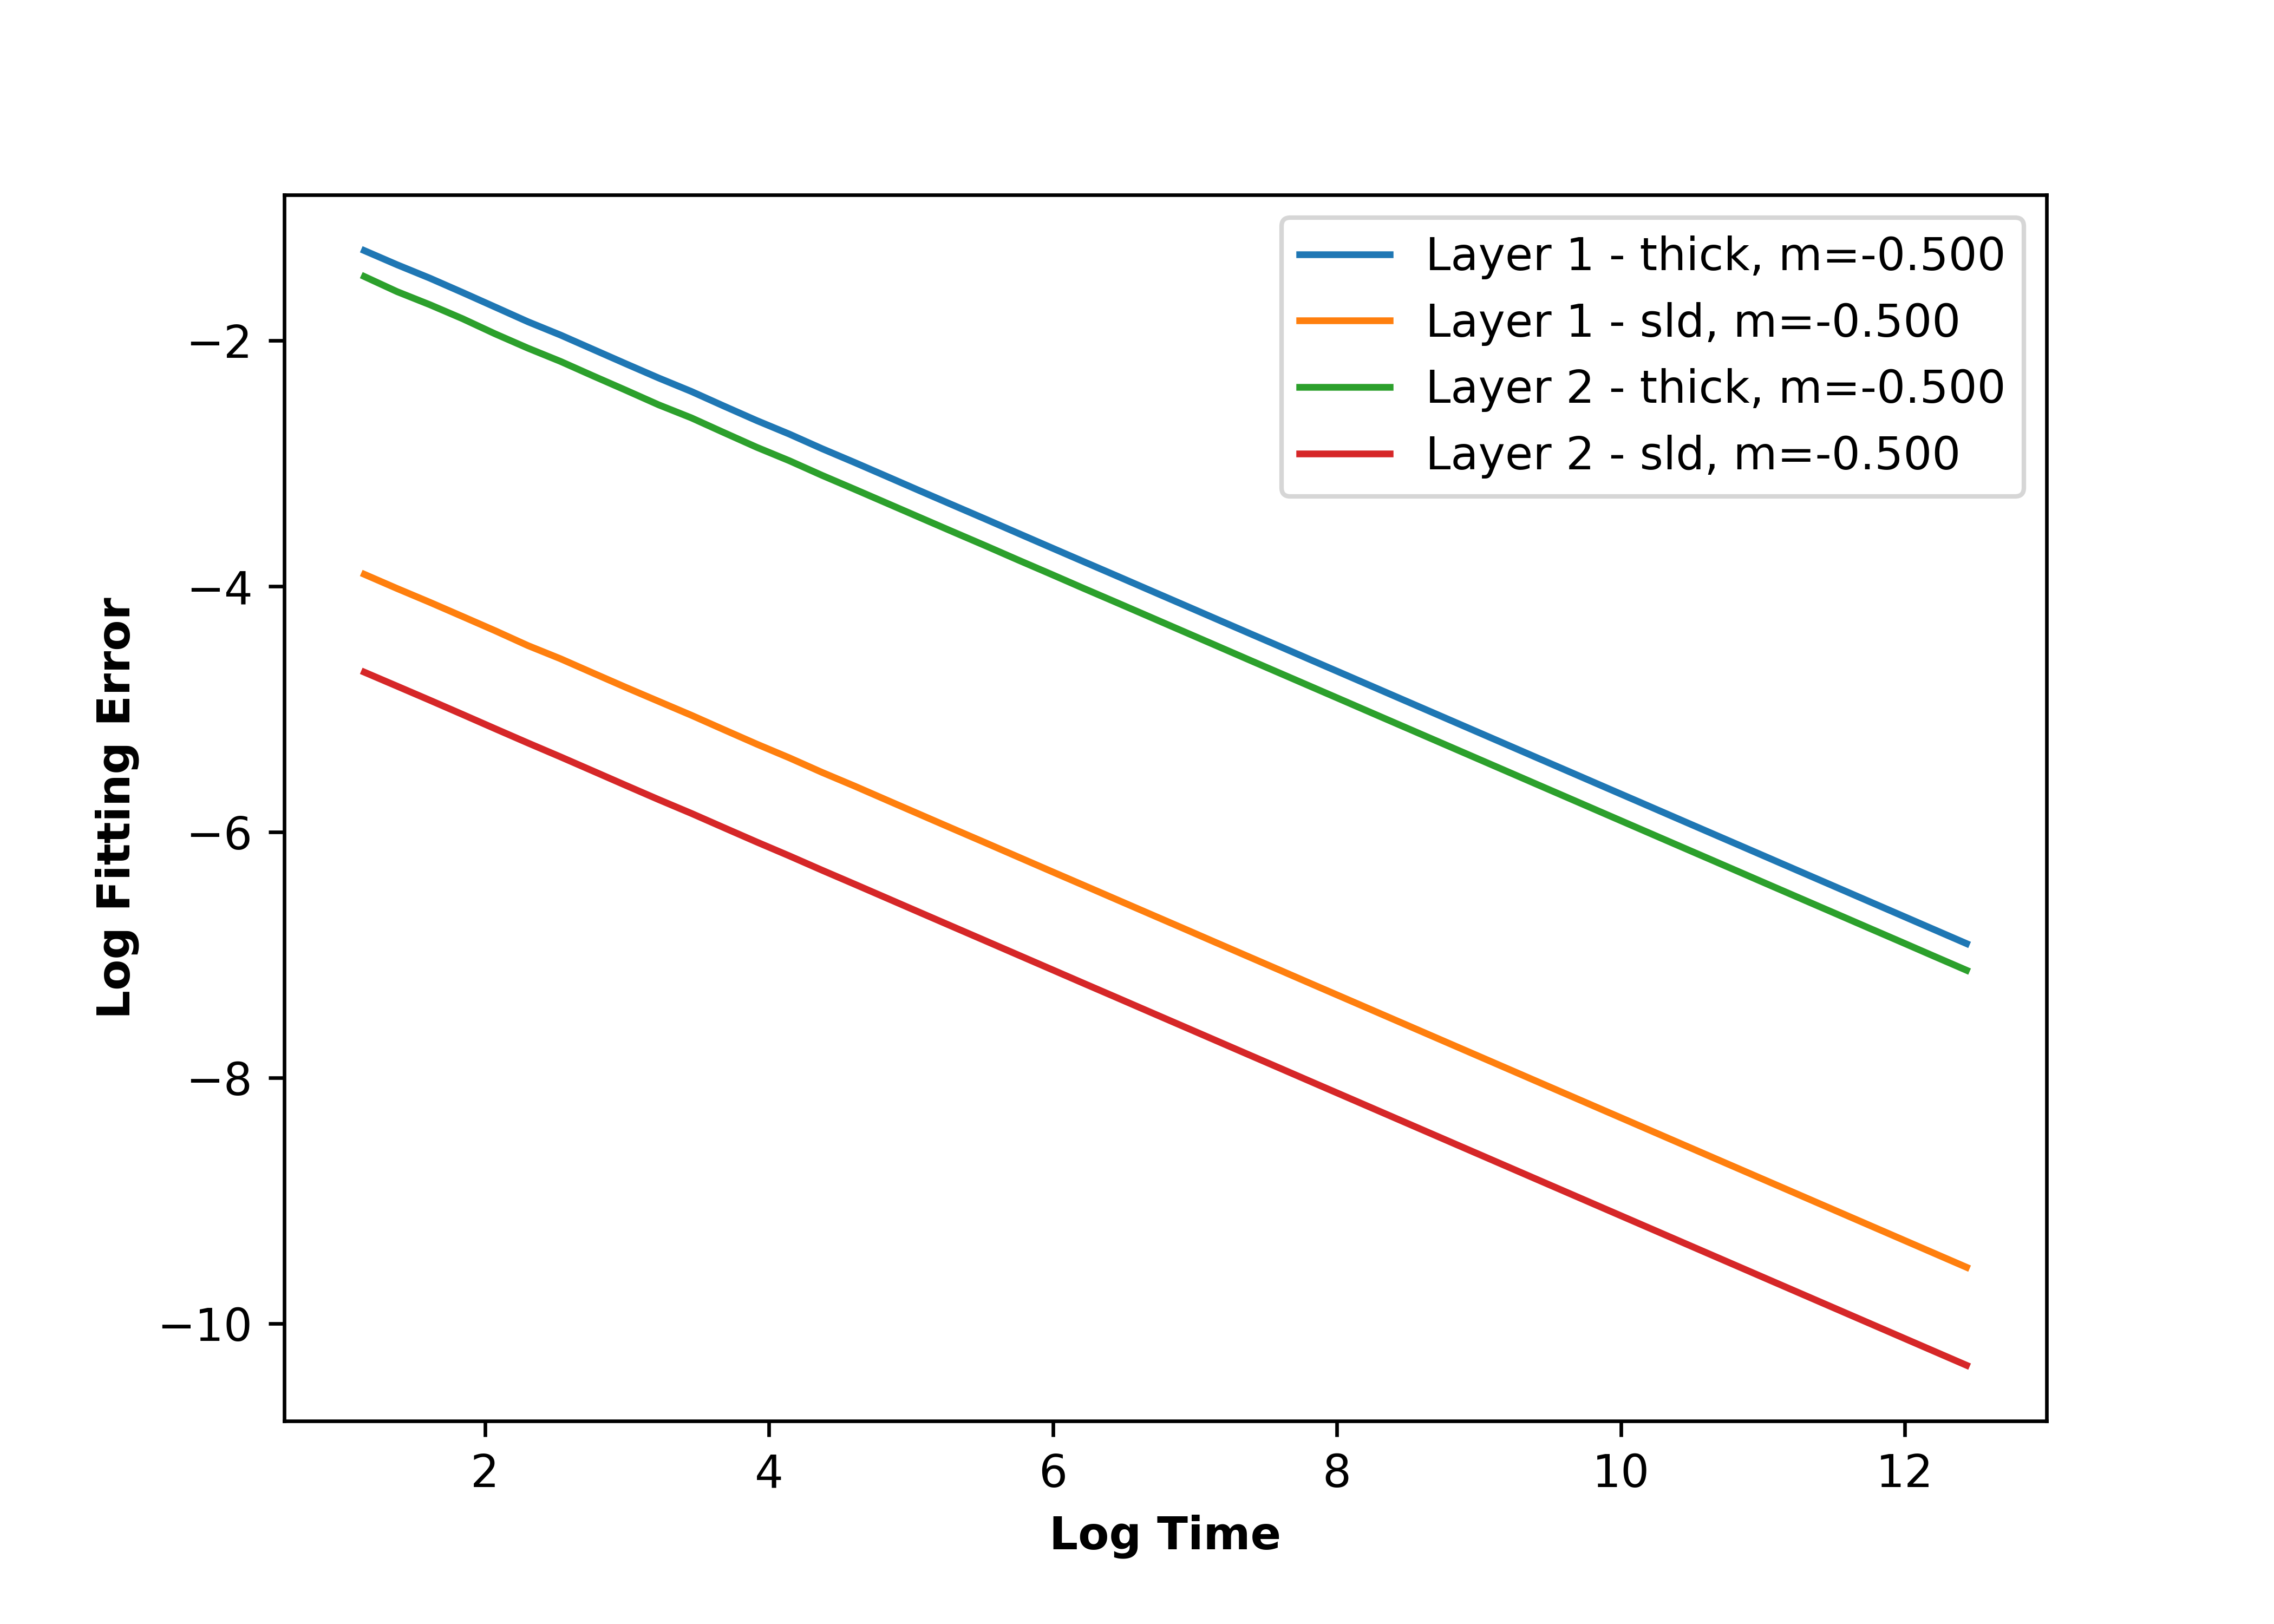 Layer 1 - thick, m=-0.500
Layer 1 - sld, m=-0.500
Layer 2 - thick, m=-0.500
Layer 2 - sld, m=-0.500
Log Fitting Error
−2
−4
−6
−8
−10
2 4 6 8 10 12
Log Time